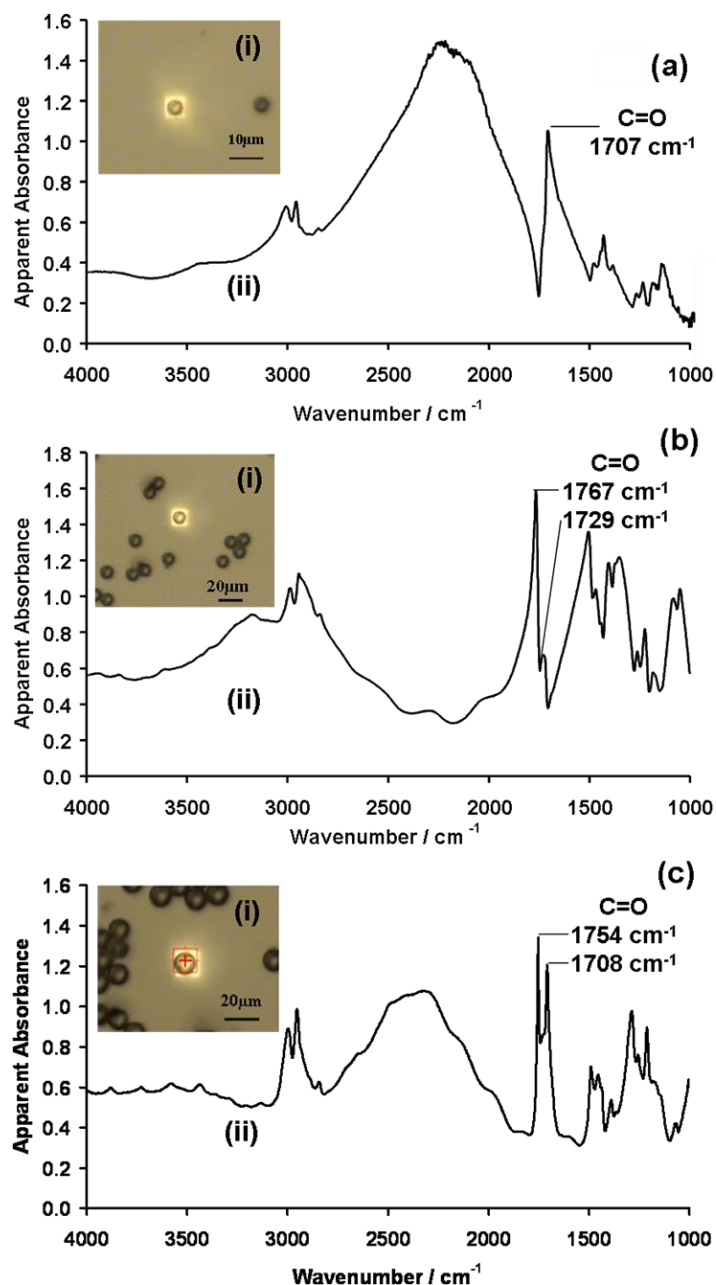 (a)
(i)
10µm
C=O
1707 cm-1
(ii)
Apparent Absorbance
1.6
1.4
1.2
1.0
0.8
0.6
0.4
0.2
0.0
4000 3500 3000 2500 2000 1500 1000
Wavenumber / cm -1
(b)
(i)
20µm
C=O
1767 cm-1
1729 cm-1
(ii)
Apparent Absorbance
1.8
1.6
1.4
1.2
1.0
0.8
0.6
0.4
0.2
0.0
4000 3500 3000 2500 2000 1500 1000
Wavenumber / cm -1
(c)
(i)
20µm
C=O
1754 cm-1
1708 cm-1
(ii)
Apparent Absorbance
1.6
1.4
1.2
1.0
0.8
0.6
0.4
0.2
0.0
4000 3500 3000 2500 2000 1500 1000
Wavenumber / cm -1